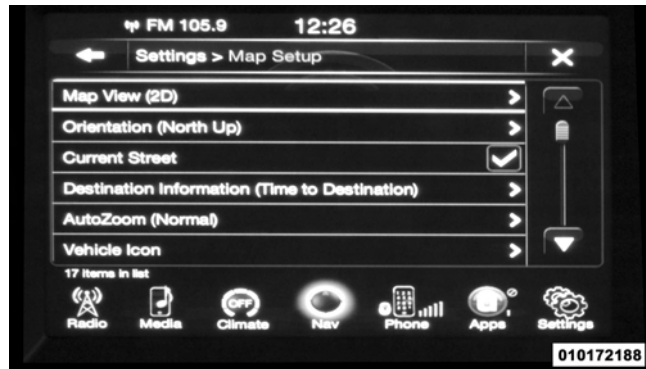 FM 105.9 12:26
Settings > Map Setup
Map View (2D)
Orientation (North Up)
Current Street
Destination Information (Time to Destination)
AutoZoom (Normal)
Vehicle Icon
17 Items in list
OFF
Radio Media Climate Nav Phone Apps Settings
010172188